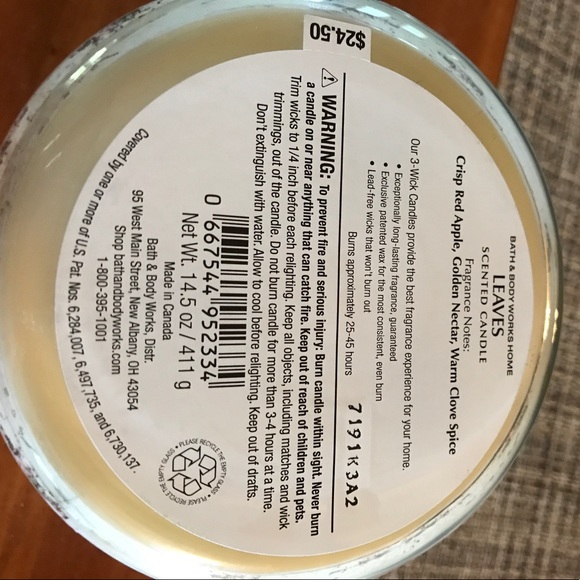 BATH & BODY WORKS HOME
LEAVES
SCENTED CANDLE
Fragrance Notes:
Crisp Red Apple, Golden Nectar, Warm Clove Spice
Our 3-Wick Candles provide the best fragrance experience for your home.
• Exceptionally long-lasting fragrance, guaranteed
• Exclusive patented wax for the most consistent, even burn
• Lead-free wicks that won't burn out
Burns approximately 25-45 hours
7191K3A2
$24.50
WARNING: To prevent fire and serious injury: Burn candle within sight. Never burn
a candle on or near anything that can catch fire. Keep out of reach of children and pets.
Trim wicks to 1/4 inch before each relighting. Keep all objects, including matches and wick
trimmings, out of the candle. Do not burn candle for more than 3-4 hours at a time.
Don't extinguish with water. Allow to cool before relighting. Keep out of drafts.
0 667544 952334
Net Wt. 14.5 oz / 411 g
Made in Canada
Bath & Body Works, Distr.
95 West Main Street, New Albany, OH 43054
Shop bathandbodyworks.com
1-800-395-1001
Covered by one or more of U.S. Pat. Nos. 6,284,007, 6,497,735, and 6,730,137.
• PLEASE RECYCLE THE EMPTY GLASS • PLEASE RECYCLE THE EMPTY GLASS